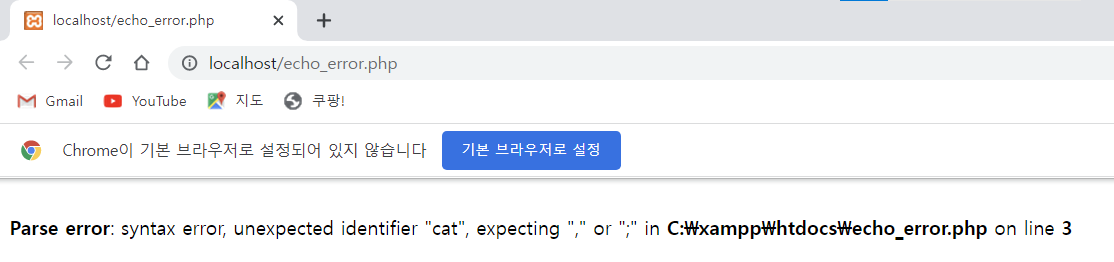 localhost/echo_error.php
localhost/echo_error.php
Gmail YouTube 지도 쿠팡!
Chrome이 기본 브라우저로 설정되어 있지 않습니다 기본 브라우저로 설정
Parse error: syntax error, unexpected identifier "cat", expecting "," or ";" in C:₩xampp₩htdocs₩echo_error.php on line 3